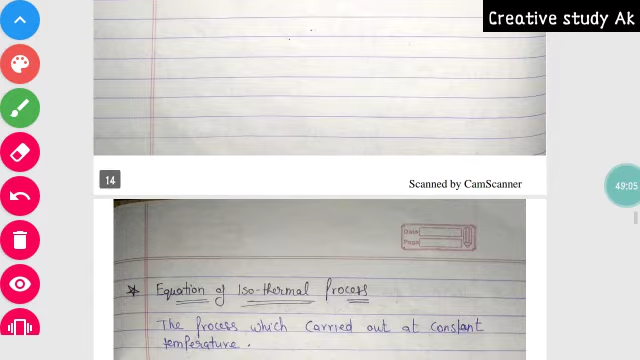 Creative study Ak
14
Scanned by CamScanner
49:05
Date
Page
Equation of Iso-thermal Process
The Process which carried out at constant
temperature.